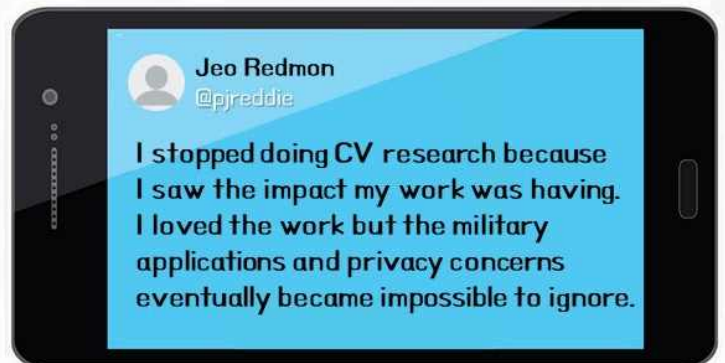 Jeo Redmon
@pjreddie
I stopped doing CV research because
I saw the impact my work was having.
I loved the work but the military
applications and privacy concerns
eventually became impossible to ignore.